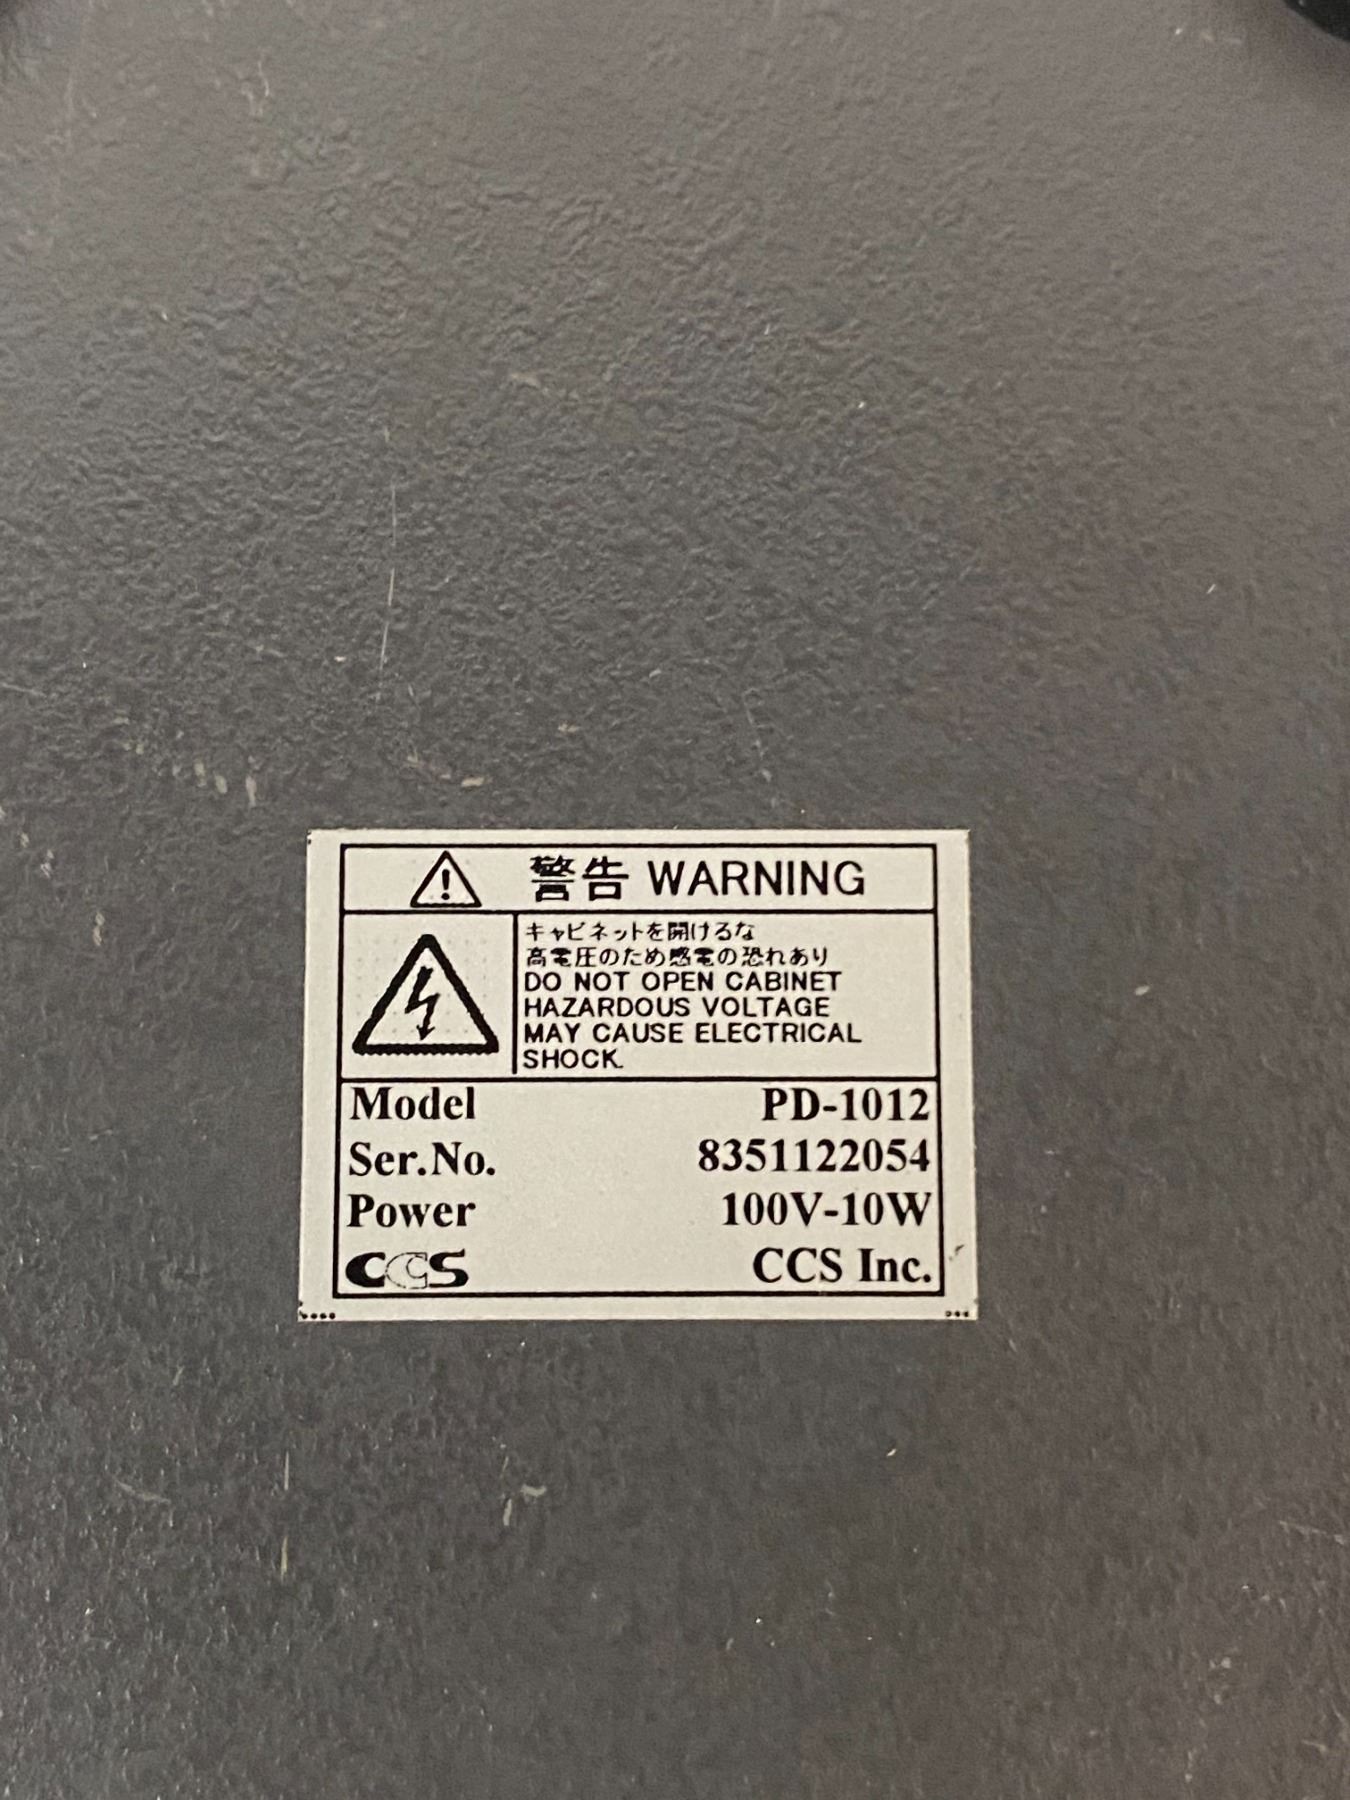 警告 WARNING
キャビネットを開けるな
高電圧のため感電の恐れあり
DO NOT OPEN CABINET
HAZARDOUS VOLTAGE
MAY CAUSE ELECTRICAL
SHOCK.
Model PD-1012
Ser.No. 8351122054
Power 100V-10W
CCS CCS Inc.